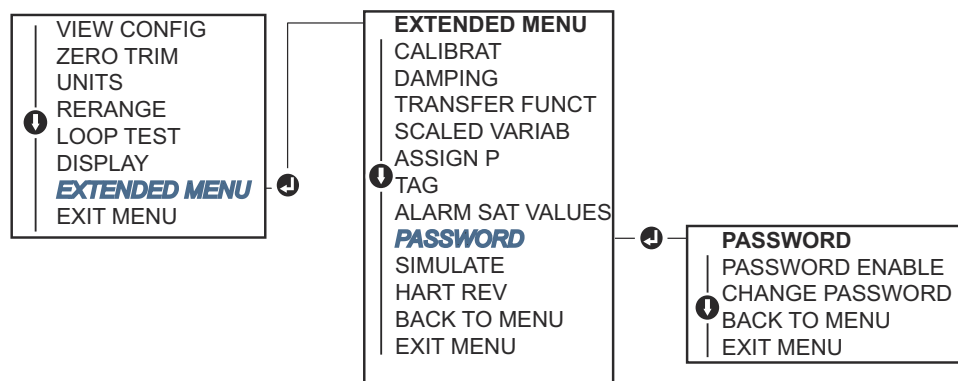 VIEW CONFIG
ZERO TRIM
UNITS
RERANGE
LOOP TEST
DISPLAY
EXTENDED MENU
EXIT MENU
EXTENDED MENU
CALIBRAT
DAMPING
TRANSFER FUNCT
SCALED VARIAB
ASSIGN P
TAG
ALARM SAT VALUES
PASSWORD
SIMULATE
HART REV
BACK TO MENU
EXIT MENU
PASSWORD
PASSWORD ENABLE
CHANGE PASSWORD
BACK TO MENU
EXIT MENU